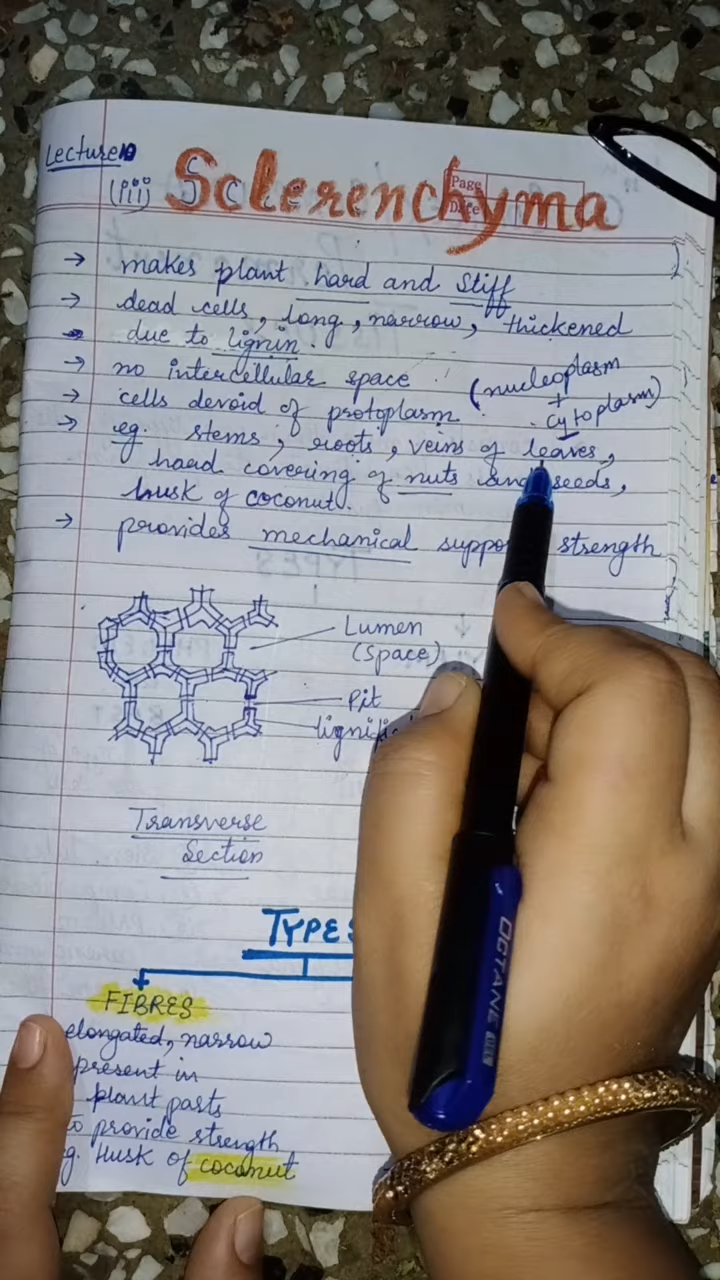 Lecture 10
(iii) Sclerenchyma
Page
Date
→ makes plant hard and stiff
→ dead cells, long, narrow, thickened
due to lignin.
→ no intercellular space
(nucleoplasm
+
cytoplasm)
→ cells devoid of protoplasm
→ eg. stems, roots, veins of leaves,
hard covering of nuts and seeds,
husk of coconut.
→ provides mechanical support strength
Lumen
(Space)
Pit
Transverse
Section
TYPES
FIBRES
elongated, narrow
present in
plant parts
to provide strength
g. Husk of coconut
OCTANE